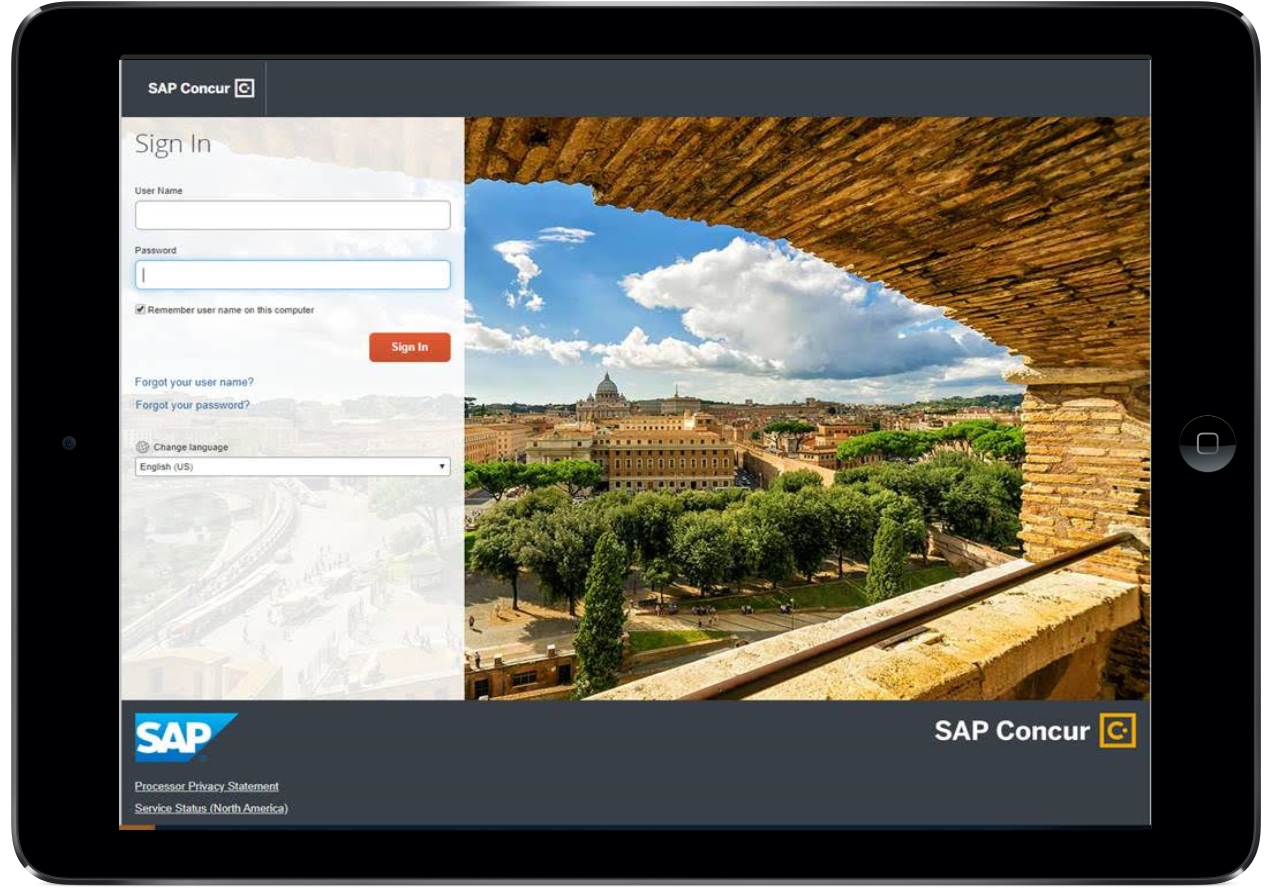 SAP Concur
Sign In
User Name
Password
Remember user name on this computer
Sign In
Forgot your user name?
Forgot your password?
Change language
English (US)
SAP
SAP Concur
Processor Privacy Statement
Service Status (North America)